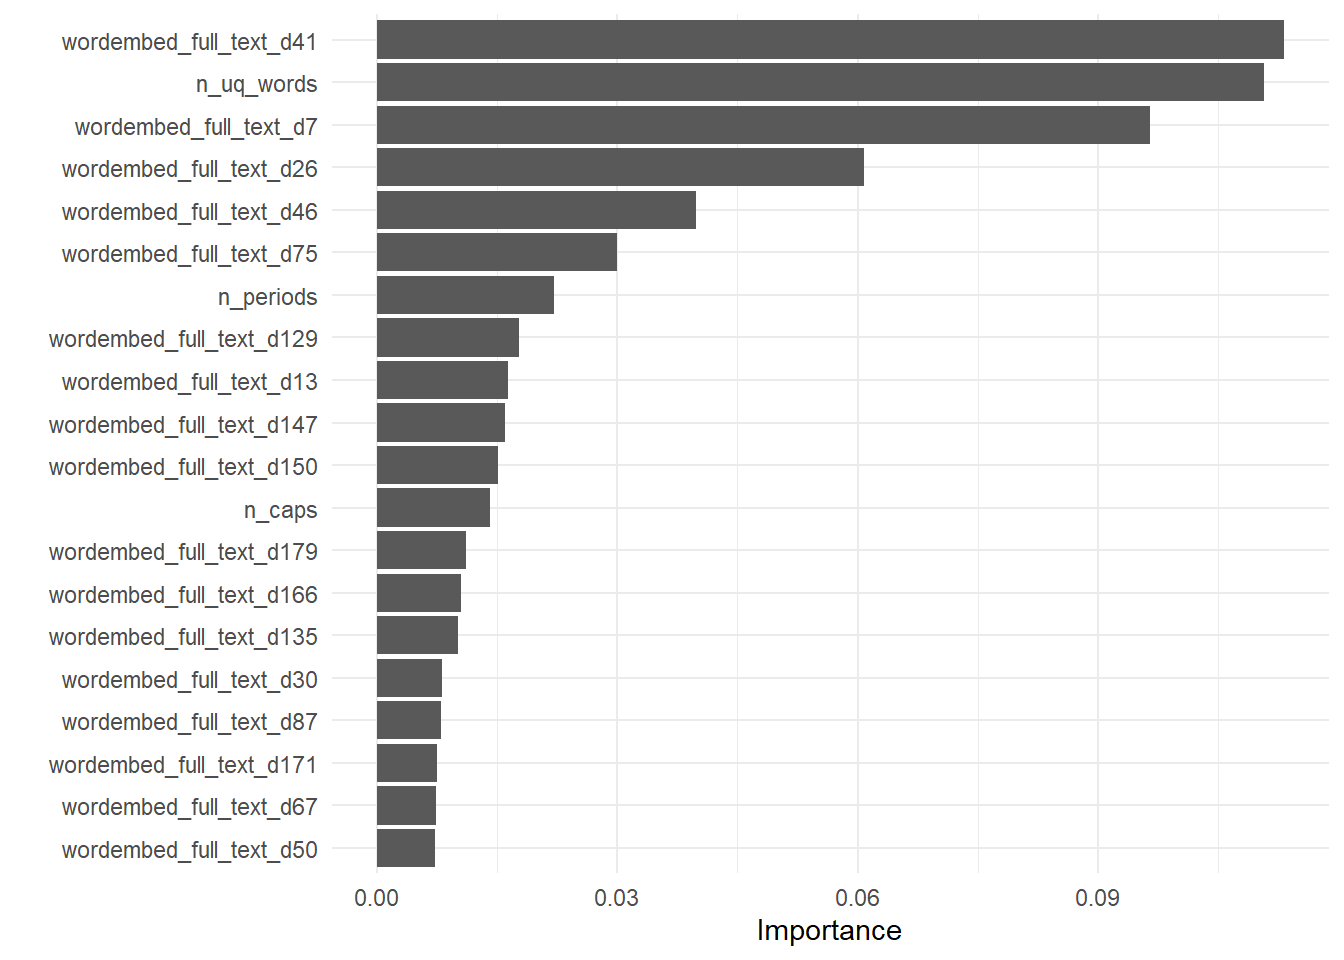 wordembed_full_text_d41
n_uq_words
wordembed_full_text_d7
wordembed_full_text_d26
wordembed_full_text_d46
wordembed_full_text_d75
n_periods
wordembed_full_text_d129
wordembed_full_text_d13
wordembed_full_text_d147
wordembed_full_text_d150
n_caps
wordembed_full_text_d179
wordembed_full_text_d166
wordembed_full_text_d135
wordembed_full_text_d30
wordembed_full_text_d87
wordembed_full_text_d171
wordembed_full_text_d67
wordembed_full_text_d50
0.00 0.03 0.06 0.09
Importance